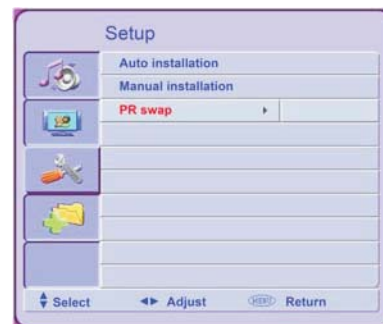 Setup
Auto installation
Manual installation
PR swap
Select Adjust MENU Return